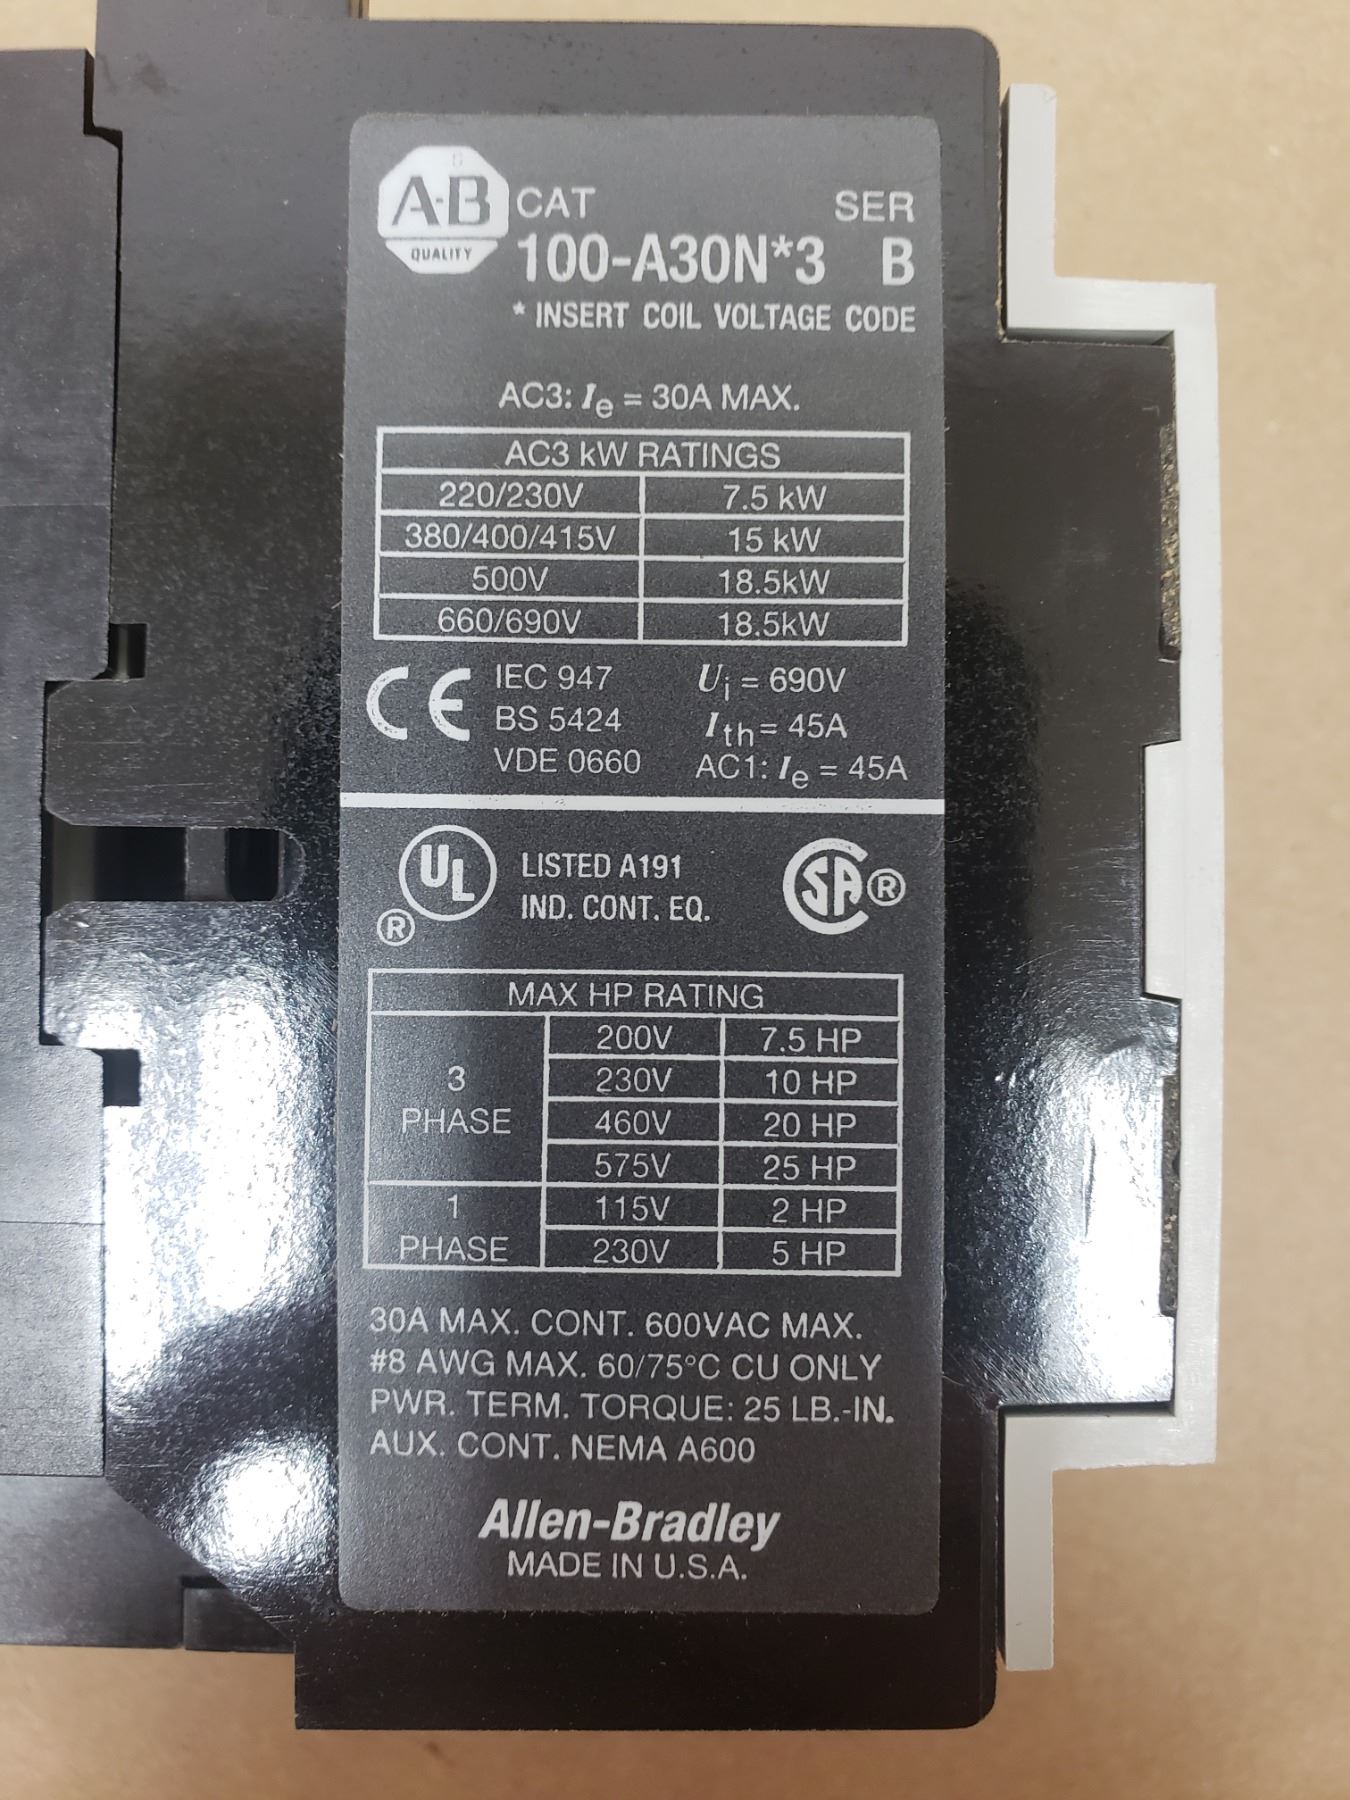 A-B QUALITY
CAT SER
100-A30N*3 B
* INSERT COIL VOLTAGE CODE
AC3: Ie = 30A MAX.
AC3 kW RATINGS
220/230V 7.5 kW
380/400/415V 15 kW
500V 18.5kW
660/690V 18.5kW
CE IEC 947 Ui = 690V
BS 5424 Ith = 45A
VDE 0660 AC1: Ie = 45A
UL ® LISTED A191 SA ®
IND. CONT. EQ.
MAX HP RATING
3 PHASE 200V 7.5 HP
230V 10 HP
460V 20 HP
575V 25 HP
1 PHASE 115V 2 HP
230V 5 HP
30A MAX. CONT. 600VAC MAX.
#8 AWG MAX. 60/75°C CU ONLY
PWR. TERM. TORQUE: 25 LB.-IN.
AUX. CONT. NEMA A600
Allen-Bradley
MADE IN U.S.A.